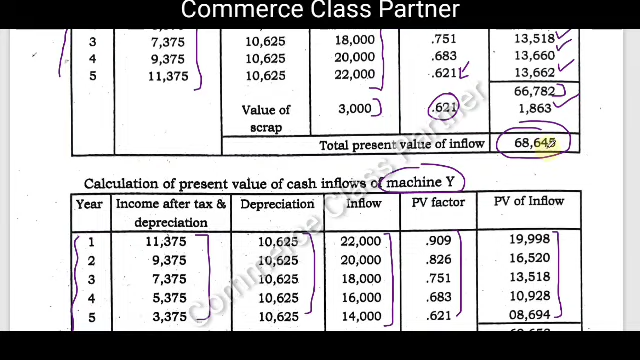 Commerce Class Partner
3 7,375 10,625 18,000 .751 13,518
4 9,375 10,625 20,000 .683 13,660
5 11,375 10,625 22,000 .621 13,662
66,782
Value of scrap 3,000 .621 1,863
Total present value of inflow 68,645
Calculation of present value of cash inflows of machine Y
Year Income after tax & depreciation Depreciation Inflow PV factor PV of Inflow
1 11,375 10,625 22,000 .909 19,998
2 9,375 10,625 20,000 .826 16,520
3 7,375 10,625 18,000 .751 13,518
4 5,375 10,625 16,000 .683 10,928
5 3,375 10,625 14,000 .621 08,694
Commerce Class Partner